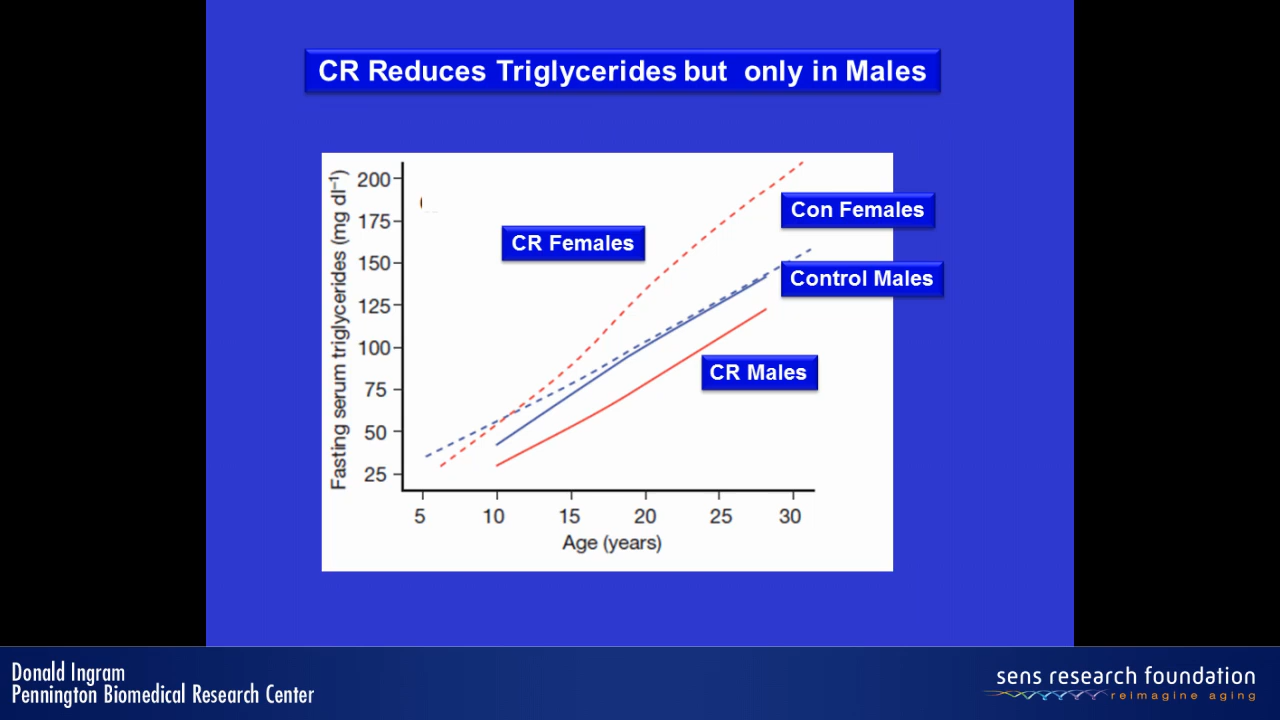 CR Reduces Triglycerides but only in Males
Fasting serum triglycerides (mg dl⁻¹)
200
175
150
125
100
75
50
25
5 10 15 20 25 30
Age (years)
CR Females
Con Females
Control Males
CR Males
Donald Ingram
Pennington Biomedical Research Center
sens research foundation
reimagine aging